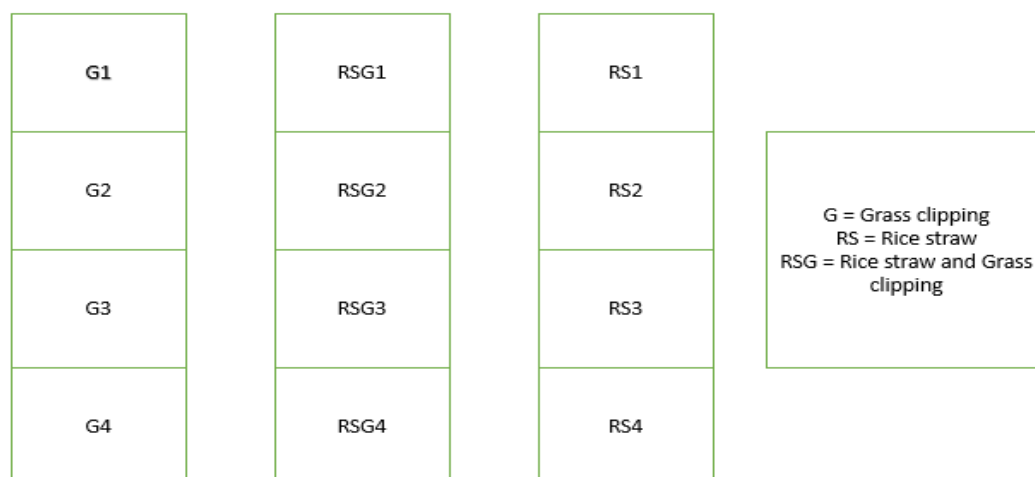 G1
RSG1
RS1
G2
RSG2
RS2
G3
RSG3
RS3
G4
RSG4
RS4
G = Grass clipping
RS = Rice straw
RSG = Rice straw and Grass
clipping